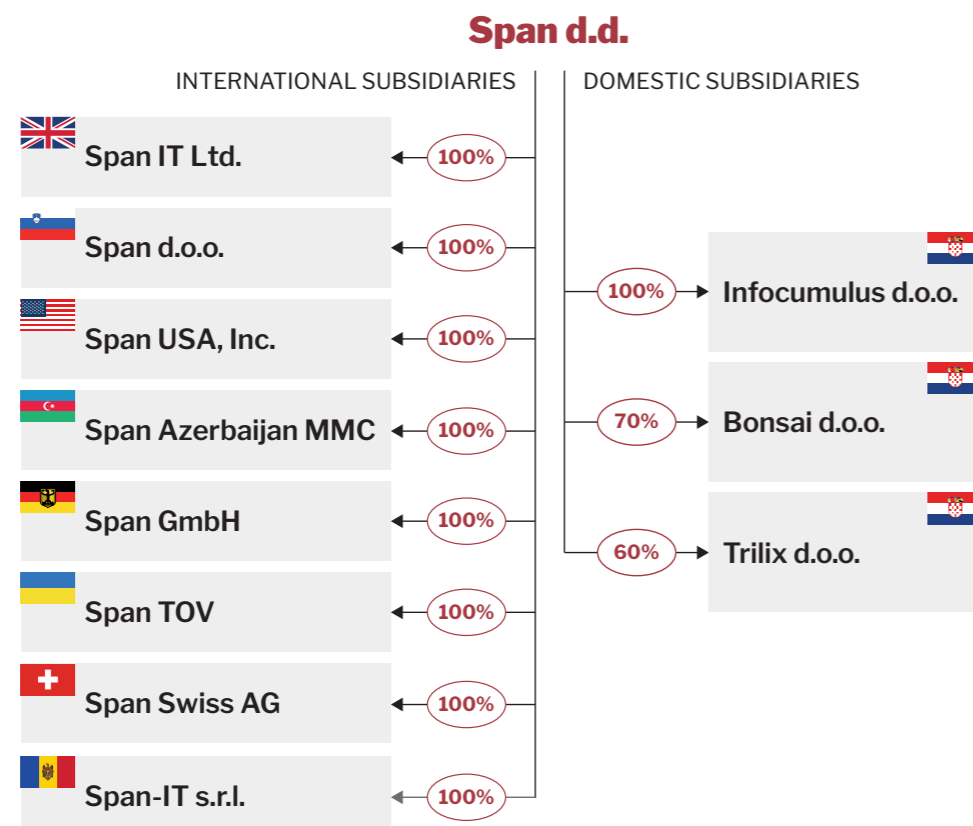 Span d.d.
INTERNATIONAL SUBSIDIARIES
Span IT Ltd.
100%
Span d.o.o.
100%
Span USA, Inc.
100%
Span Azerbaijan MMC
100%
Span GmbH
100%
Span TOV
100%
Span Swiss AG
100%
Span-IT s.r.l.
100%
DOMESTIC SUBSIDIARIES
100%
Infocumulus d.o.o.
70%
Bonsai d.o.o.
60%
Trilix d.o.o.